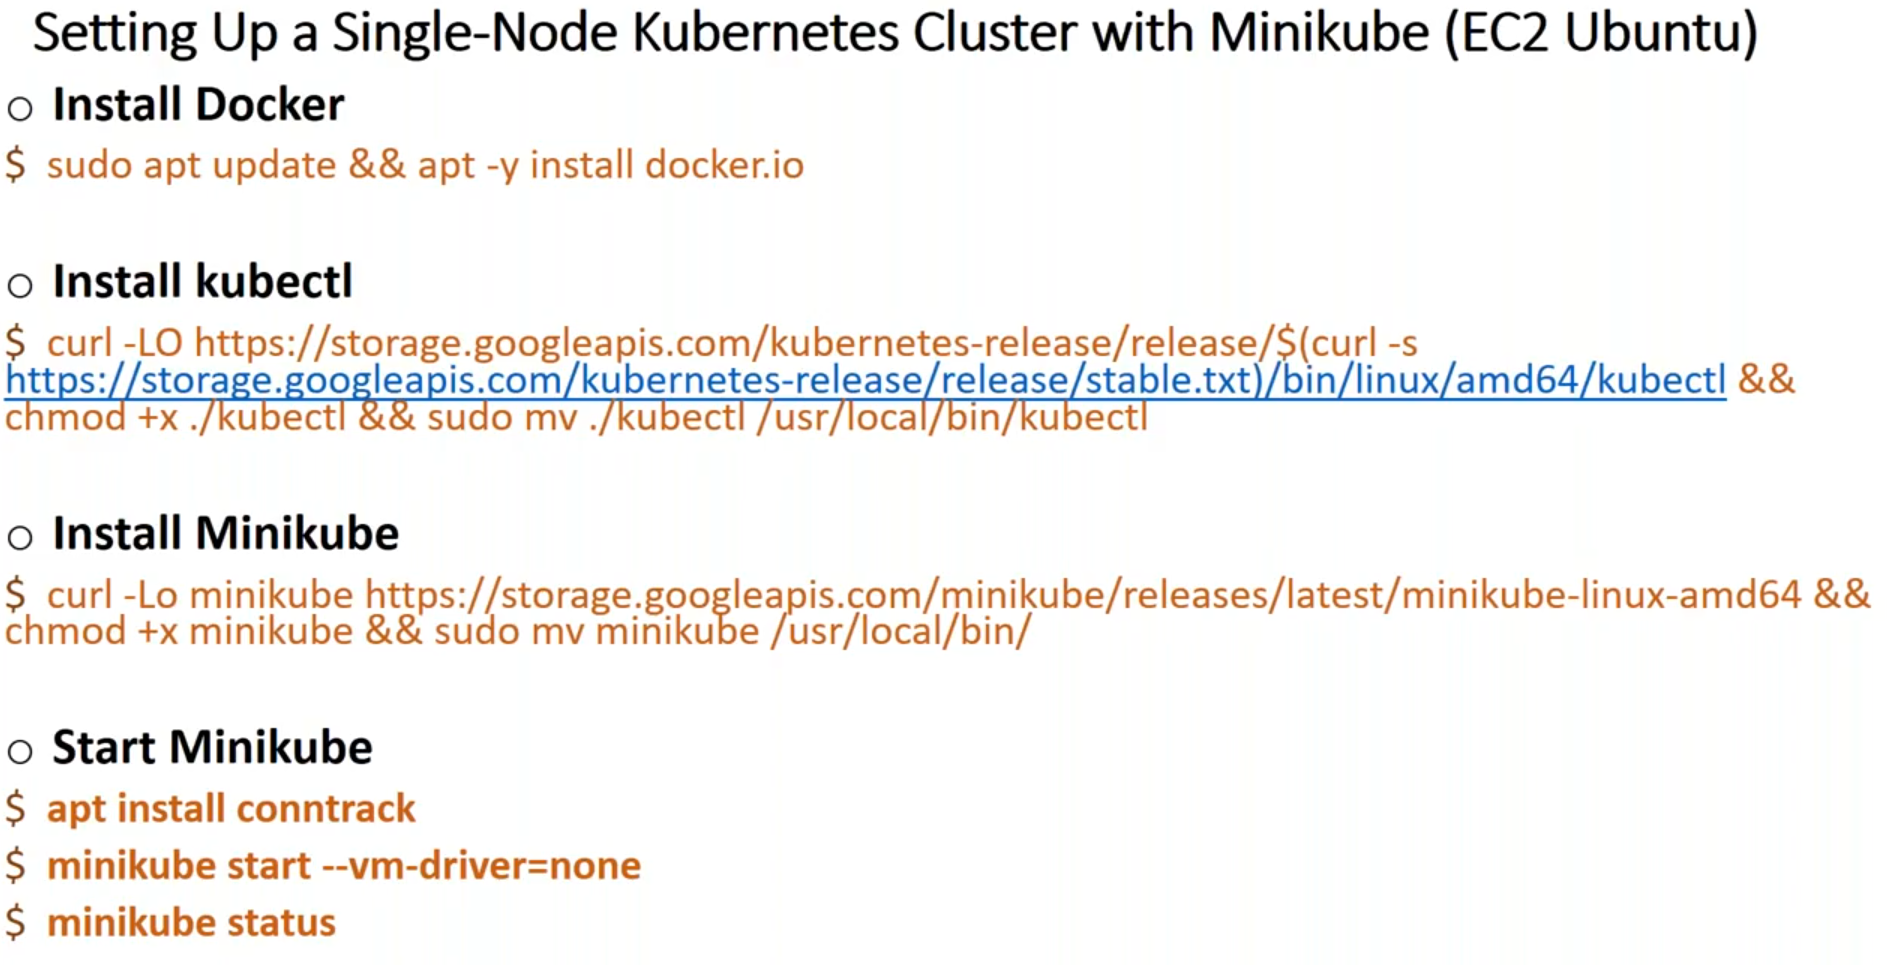 Setting Up a Single-Node Kubernetes Cluster with Minikube (EC2 Ubuntu)
○ Install Docker
$ sudo apt update && apt -y install docker.io
○ Install kubectl
$ curl -LO https://storage.googleapis.com/kubernetes-release/release/$(curl -s
https://storage.googleapis.com/kubernetes-release/release/stable.txt)/bin/linux/amd64/kubectl &&
chmod +x ./kubectl && sudo mv ./kubectl /usr/local/bin/kubectl
○ Install Minikube
$ curl -Lo minikube https://storage.googleapis.com/minikube/releases/latest/minikube-linux-amd64 &&
chmod +x minikube && sudo mv minikube /usr/local/bin/
○ Start Minikube
$ apt install conntrack
$ minikube start --vm-driver=none
$ minikube status